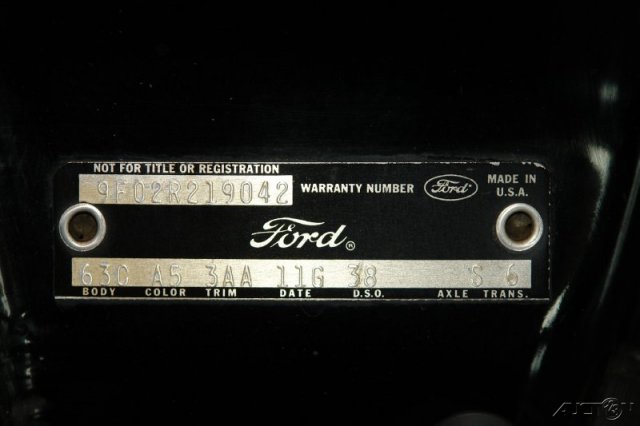 NOT FOR TITLE OR REGISTRATION
9F02R219042 WARRANTY NUMBER Ford MADE IN U.S.A.
Ford®
63C A5 3AA 11G 38 S 6
BODY COLOR TRIM DATE D.S.O. AXLE TRANS.